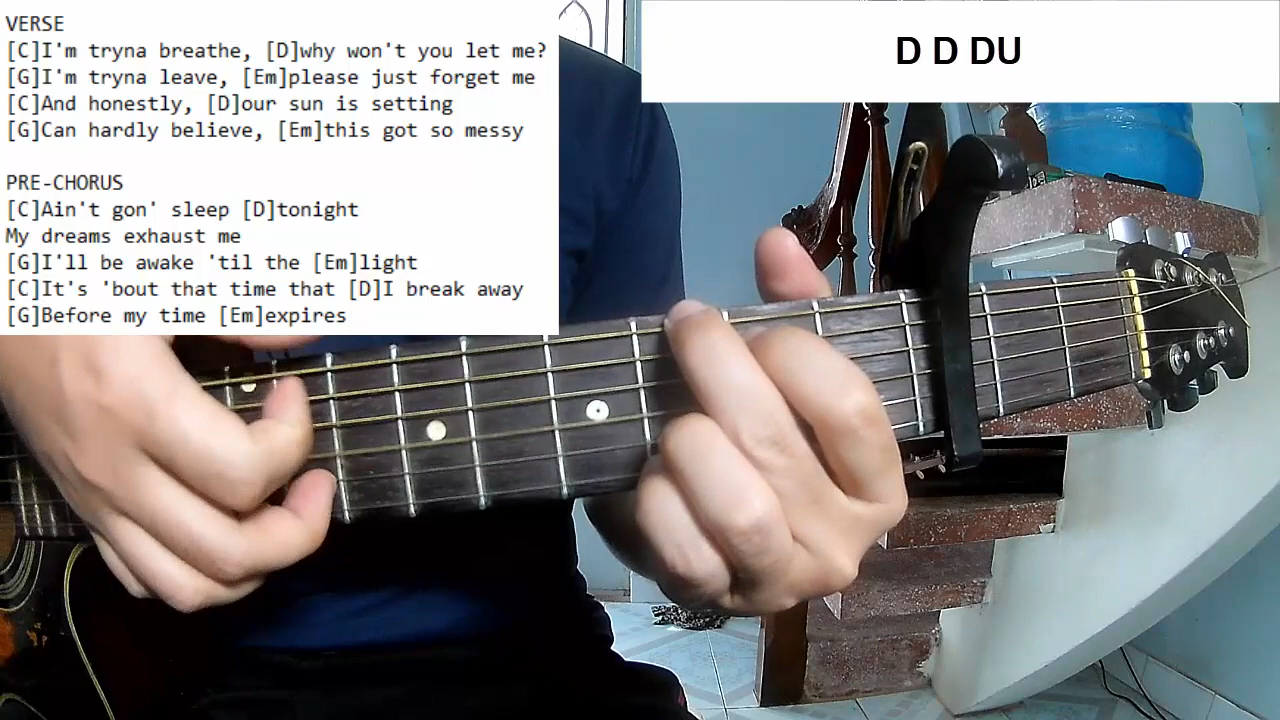 VERSE
[C]I'm tryna breathe, [D]why won't you let me?
[G]I'm tryna leave, [Em]please just forget me
[C]And honestly, [D]our sun is setting
[G]Can hardly believe, [Em]this got so messy
PRE-CHORUS
[C]Ain't gon' sleep [D]tonight
My dreams exhaust me
[G]I'll be awake 'til the [Em]light
[C]It's 'bout that time that [D]I break away
[G]Before my time [Em]expires
D D DU